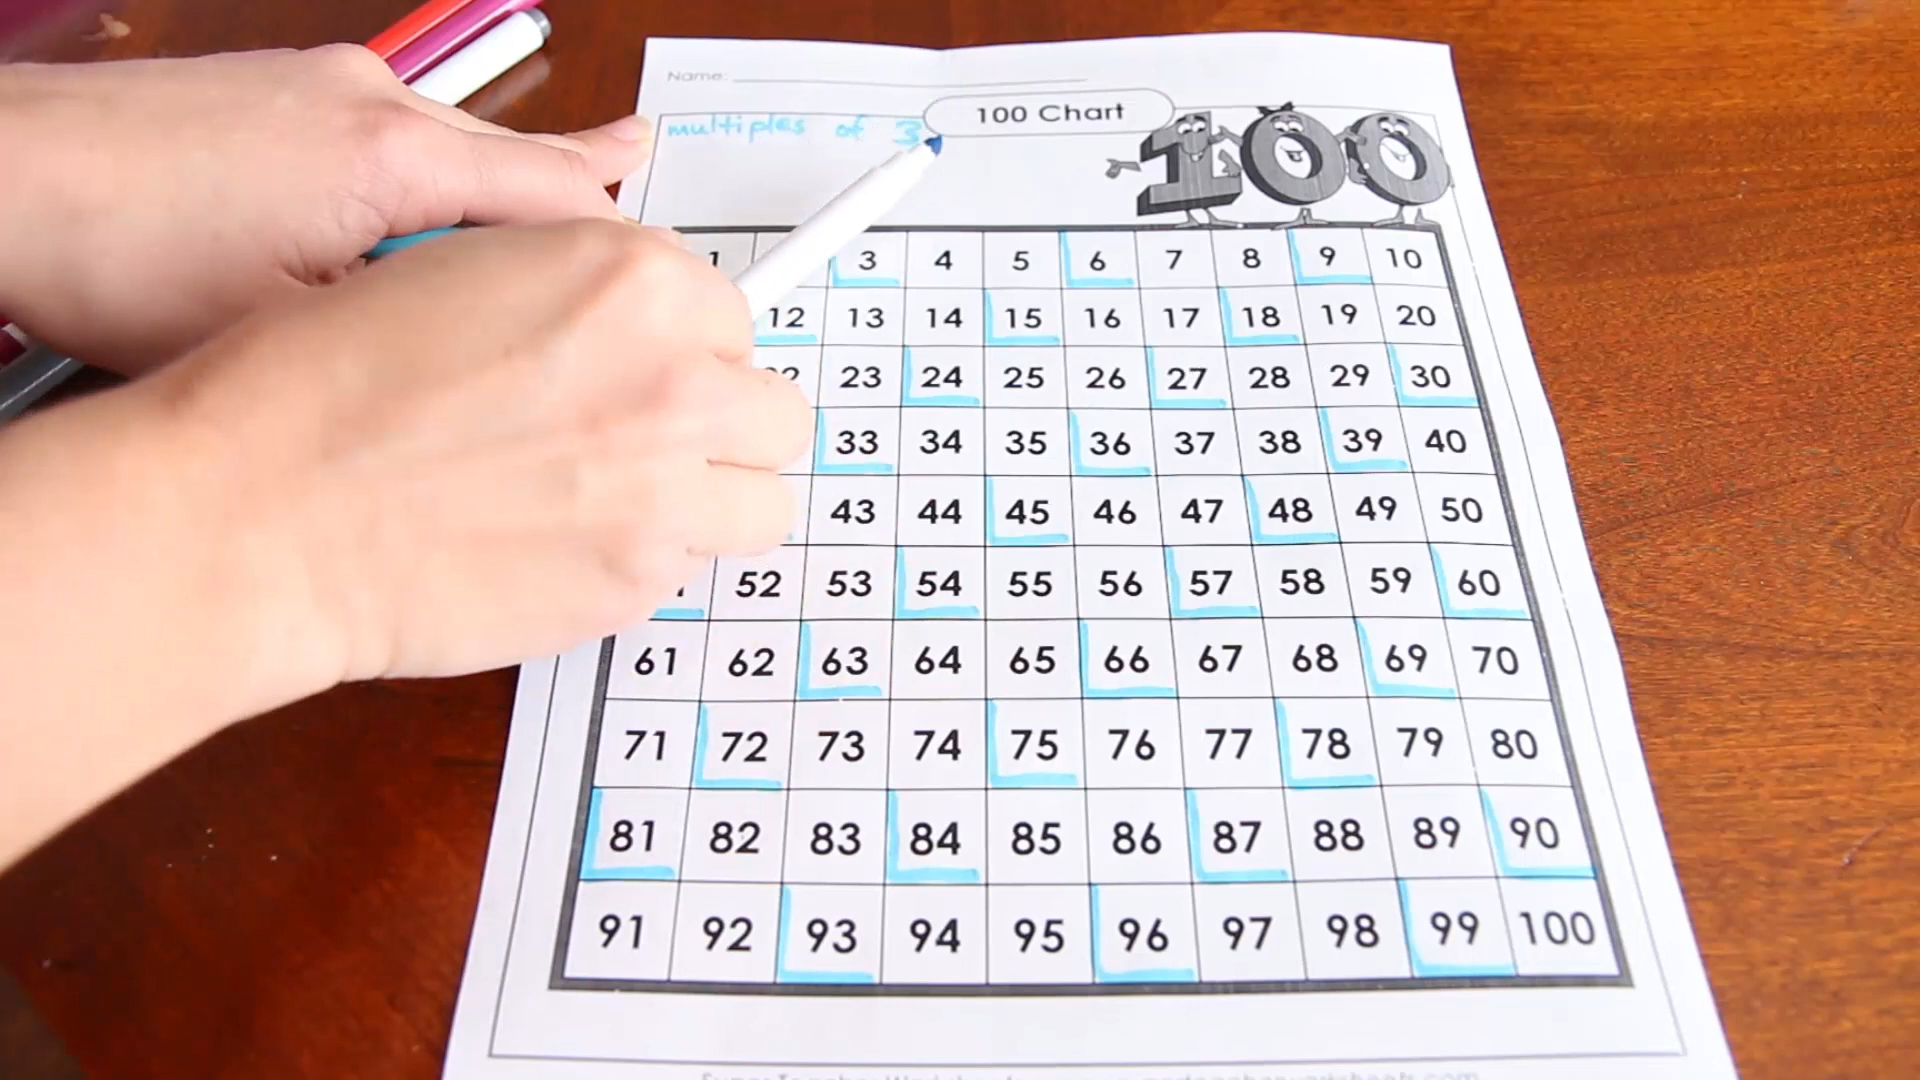 Name:
100 Chart
multiples of 3
100
1 3 4 5 6 7 8 9 10
12 13 14 15 16 17 18 19 20
23 24 25 26 27 28 29 30
33 34 35 36 37 38 39 40
43 44 45 46 47 48 49 50
52 53 54 55 56 57 58 59 60
61 62 63 64 65 66 67 68 69 70
71 72 73 74 75 76 77 78 79 80
81 82 83 84 85 86 87 88 89 90
91 92 93 94 95 96 97 98 99 100